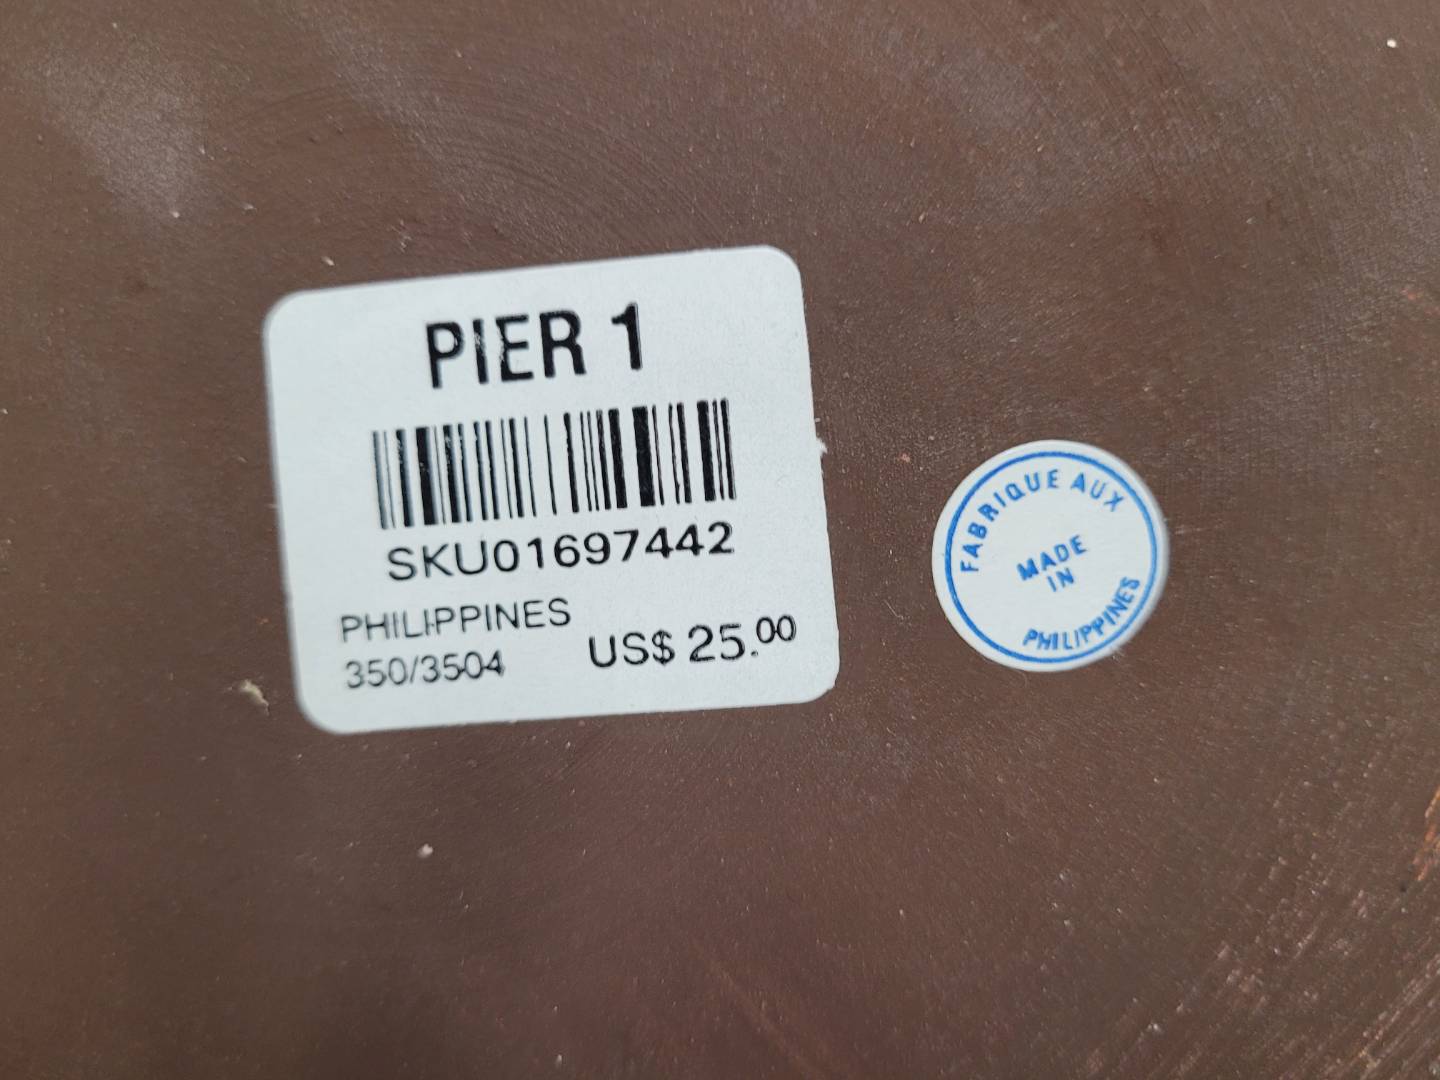 PIER 1
SKU01697442
PHILIPPINES
350/3504
US$ 25.00
FABRIQUE AUX
MADE
IN
PHILIPPINES